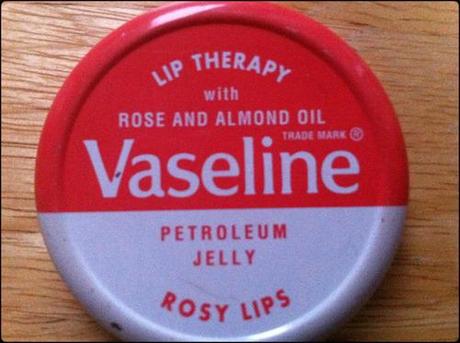 LIP THERAPY
with
ROSE AND ALMOND OIL
TRADE MARK ®
Vaseline
PETROLEUM
JELLY
ROSY LIPS